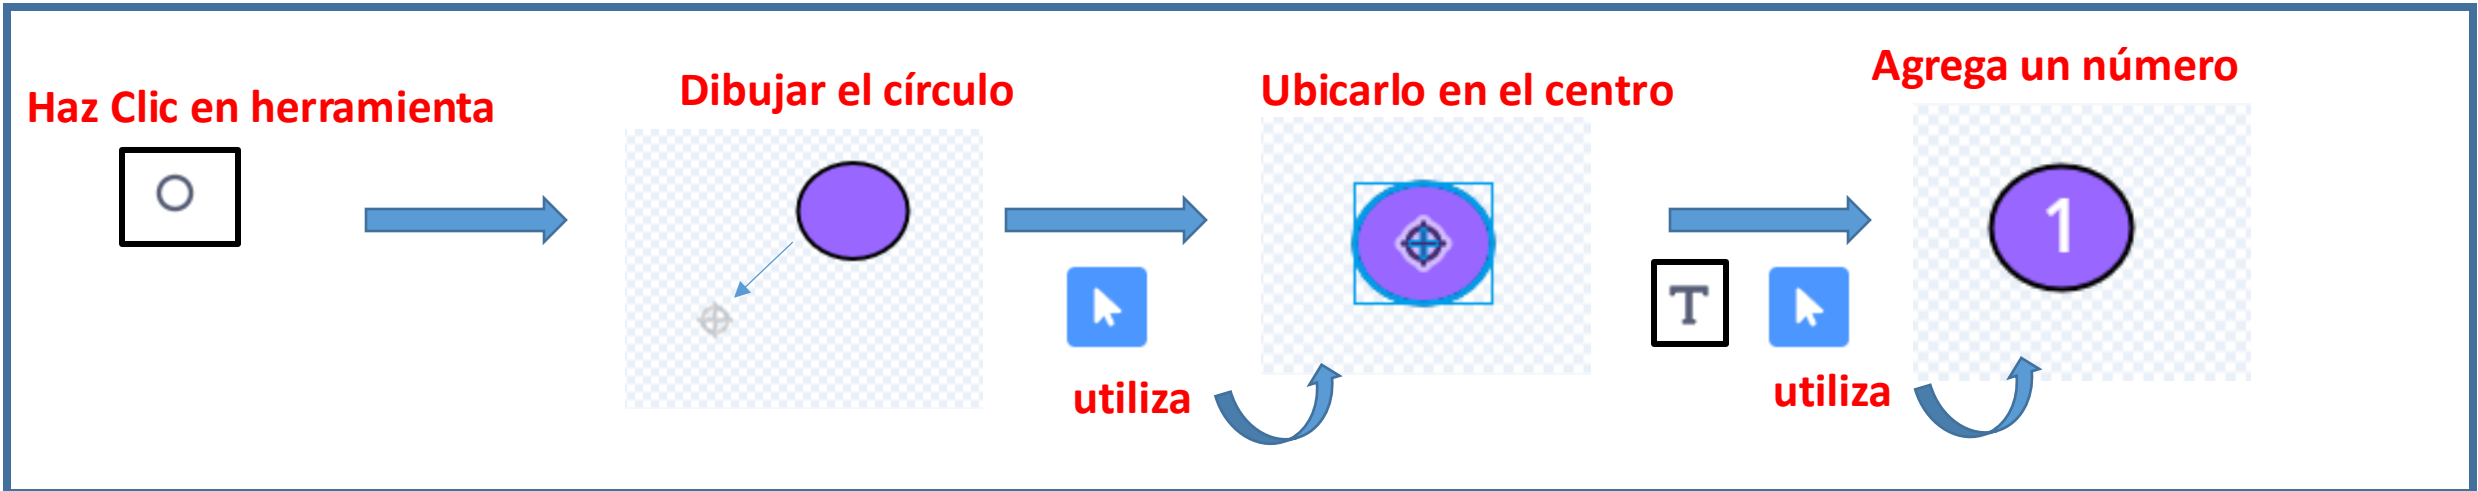 Haz Clic en herramienta
Dibujar el círculo
utiliza
Ubicarlo en el centro
T
utiliza
Agrega un número
1